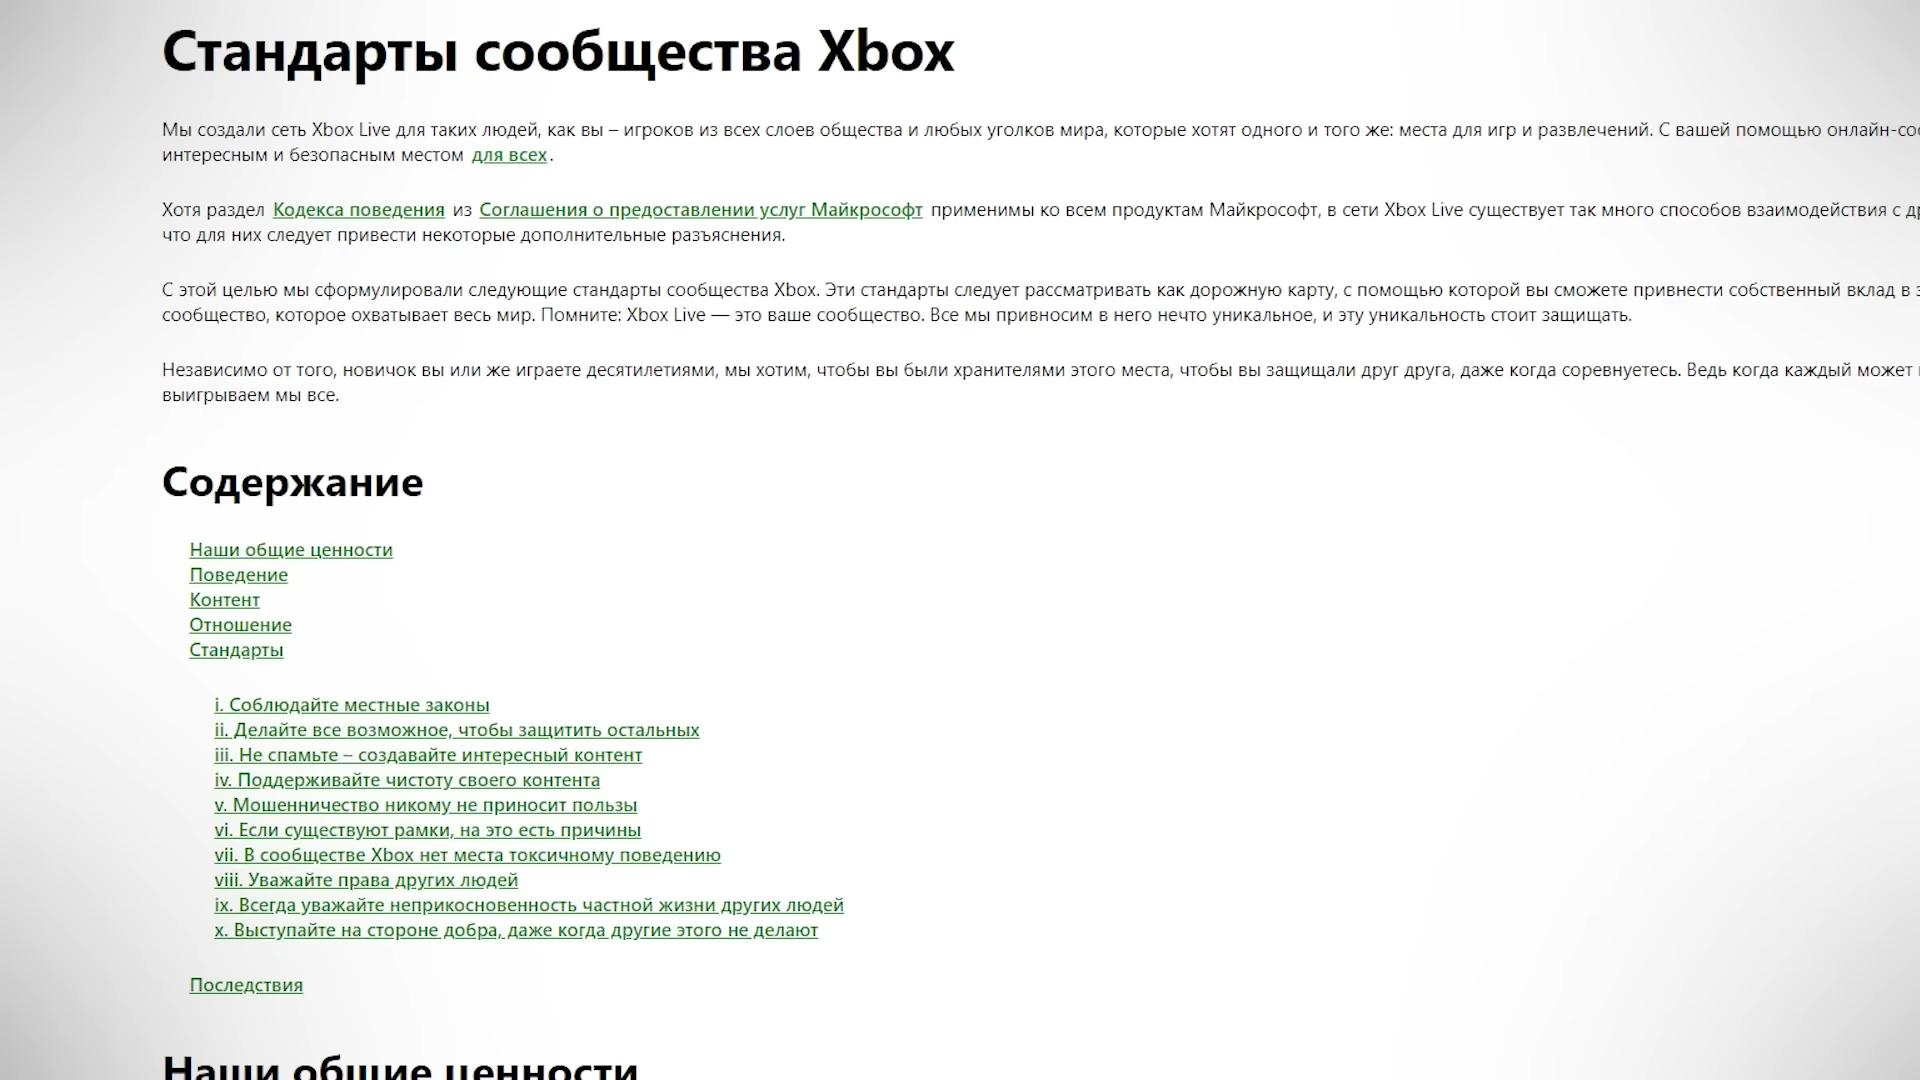 Стандарты сообщества Xbox
Мы создали сеть Xbox Live для таких людей, как вы – игроков из всех слоев общества и любых уголков мира, которые хотят одного и того же: места для игр и развлечений. С вашей помощью
интересным и безопасным местом для всех.
Хотя раздел Кодекса поведения из Соглашения о предоставлении услуг Майкрософт применимы ко всем продуктам Майкрософт, в сети Xbox Live существует так много способов взаимодействия с
что для них следует привести некоторые дополнительные разъяснения.
С этой целью мы сформулировали следующие стандарты сообщества Xbox. Эти стандарты следует рассматривать как дорожную карту, с помощью которой вы сможете привнести собственный вклад в
сообщество, которое охватывает весь мир. Помните: Xbox Live — это ваше сообщество. Все мы привносим в него нечто уникальное, и эту уникальность стоит защищать.
Независимо от того, новичок вы или же играете десятилетиями, мы хотим, чтобы вы были хранителями этого места, чтобы вы защищали друг друга, даже когда соревнуетесь. Ведь когда каждый может
выигрываем мы все.
Содержание
Наши общие ценности
Поведение
Контент
Отношение
Стандарты
i. Соблюдайте местные законы
ii. Делайте все возможное, чтобы защитить остальных
iii. Не спамьте – создавайте интересный контент
iv. Поддерживайте чистоту своего контента
v. Мошенничество никому не приносит пользы
vi. Если существуют рамки, на это есть причины
vii. В сообществе Xbox нет места токсичному поведению
viii. Уважайте права других людей
ix. Всегда уважайте неприкосновенность частной жизни других людей
x. Выступайте на стороне добра, даже когда другие этого не делают
Последствия
Наши общие ценности